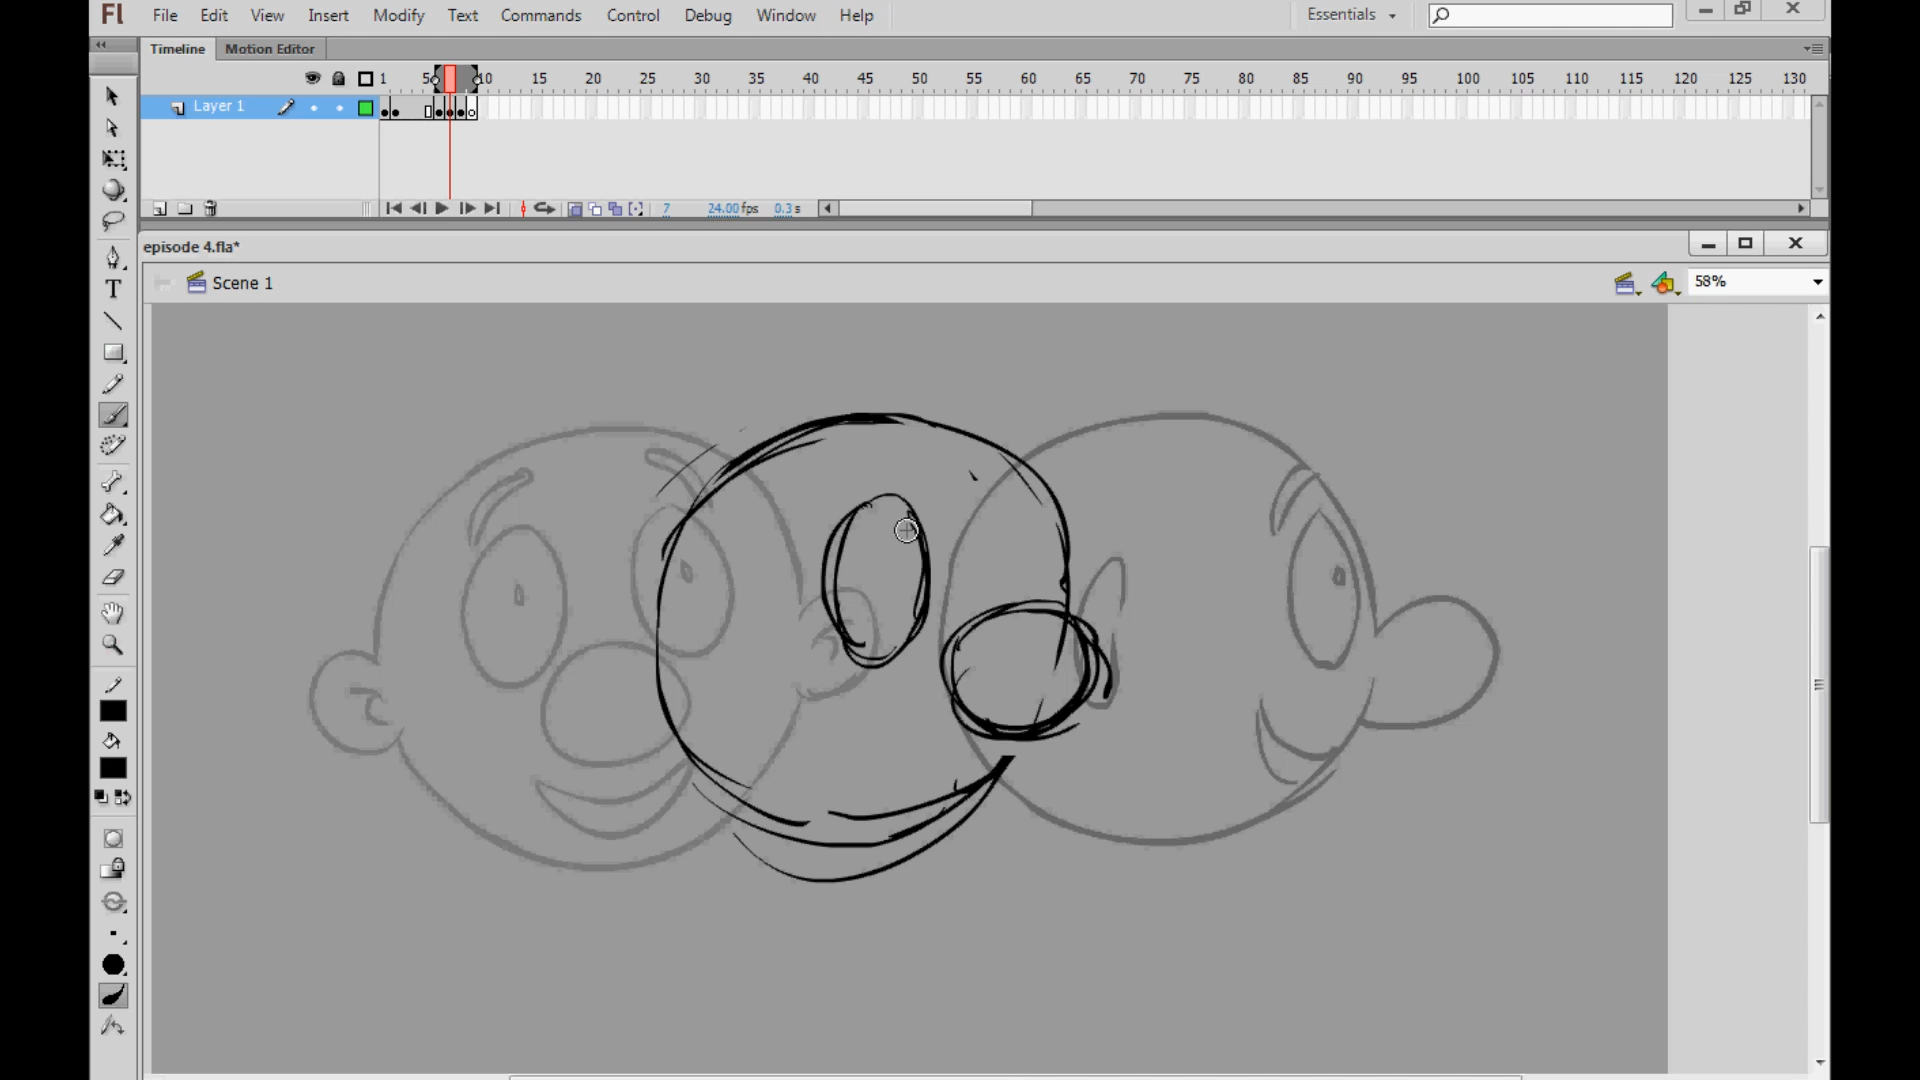 Fl File Edit View Insert Modify Text Commands Control Debug Window Help Essentials
Timeline Motion Editor
1 5 10 15 20 25 30 35 40 45 50 55 60 65 70 75 80 85 90 95 100 105 110 115 120 125 130
Layer 1
7 24.00 fps 0.3 s
episode 4.fla*
Scene 1 58%
T